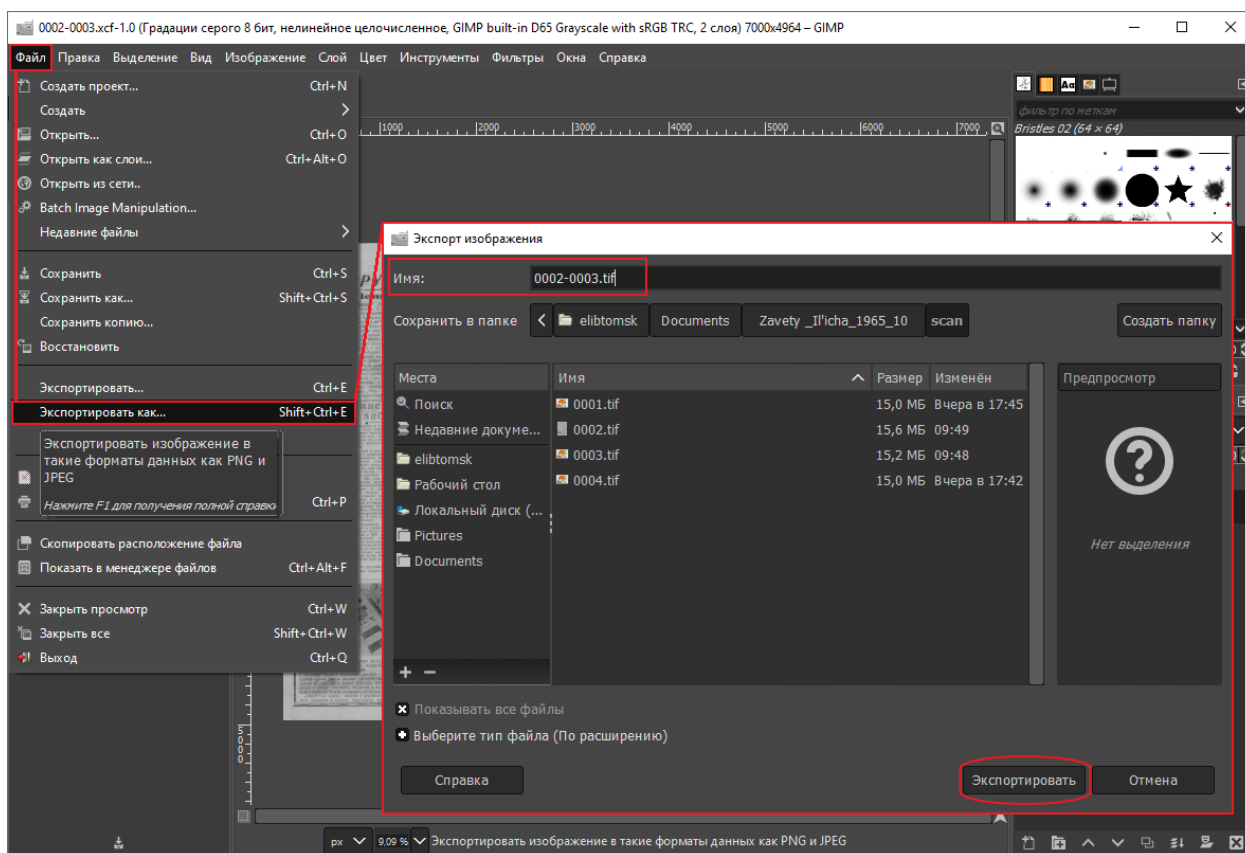 0002-0003.xcf-1.0 (Градации серого 8 бит, нелинейное целочисленное, GIMP built-in D65 Grayscale with sRGB TRC, 2 слоя) 7000x4964 – GIMP
Файл Правка Выделение Вид Изображение Слой Цвет Инструменты Фильтры Окна Справка
Создать проект... Ctrl+N
Создать
Открыть... Ctrl+O
Открыть как слои... Ctrl+Alt+O
Открыть из сети..
Batch Image Manipulation...
Недавние файлы
Сохранить Ctrl+S
Сохранить как... Shift+Ctrl+S
Сохранить копию...
Восстановить
Экспортировать... Ctrl+E
Экспортировать как... Shift+Ctrl+E
Экспортировать изображение в
такие форматы данных как PNG и
JPEG
Нажмите F1 для получения полной справки
Ctrl+P
Скопировать расположение файла
Показать в менеджере файлов Ctrl+Alt+F
Закрыть просмотр Ctrl+W
Закрыть все Shift+Ctrl+W
Выход Ctrl+Q
1000 2000 3000 4000 5000 6000 7000
5000
фильтр по меткам
Bristles 02 (64 × 64)
Экспорт изображения
Имя: 0002-0003.tif
Сохранить в папке elibtomsk Documents Zavety _Il'icha_1965_10 scan Создать папку
Места Имя Размер Изменён Предпросмотр
Поиск 0001.tif 15,0 МБ Вчера в 17:45
Недавние докуме... 0002.tif 15,6 МБ 09:49
elibtomsk 0003.tif 15,2 МБ 09:48
Рабочий стол 0004.tif 15,0 МБ Вчера в 17:42
Локальный диск (...
Pictures
Documents
Нет выделения
Показывать все файлы
Выберите тип файла (По расширению)
Справка Экспортировать Отмена
px 9,09 % Экспортировать изображение в такие форматы данных как PNG и JPEG